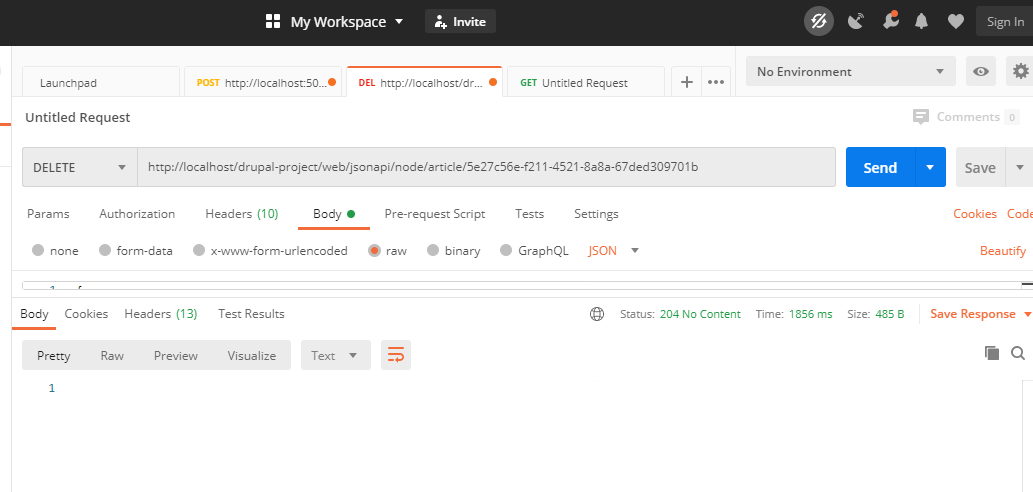 My Workspace Invite Sign In
Launchpad POST http://localhost:50... DEL http://localhost/dr... GET Untitled Request No Environment
Untitled Request Comments 0
DELETE http://localhost/drupal-project/web/jsonapi/node/article/5e27c56e-f211-4521-8a8a-67ded309701b Send Save
Params Authorization Headers (10) Body Pre-request Script Tests Settings Cookies Code
none form-data x-www-form-urlencoded raw binary GraphQL JSON Beautify
Body Cookies Headers (13) Test Results Status: 204 No Content Time: 1856 ms Size: 485 B Save Response
Pretty Raw Preview Visualize Text
1